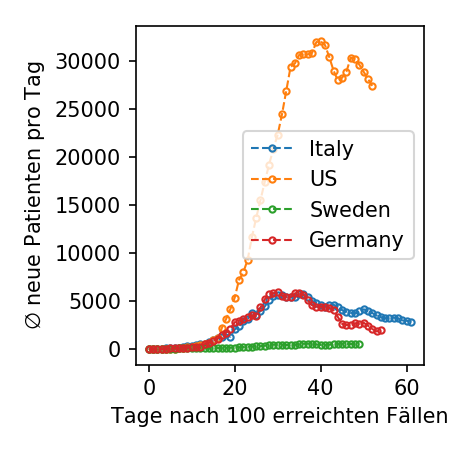 ∅ neue Patienten pro Tag
30000
25000
20000
15000
10000
5000
0
Italy
US
Sweden
Germany
0 20 40 60
Tage nach 100 erreichten Fällen